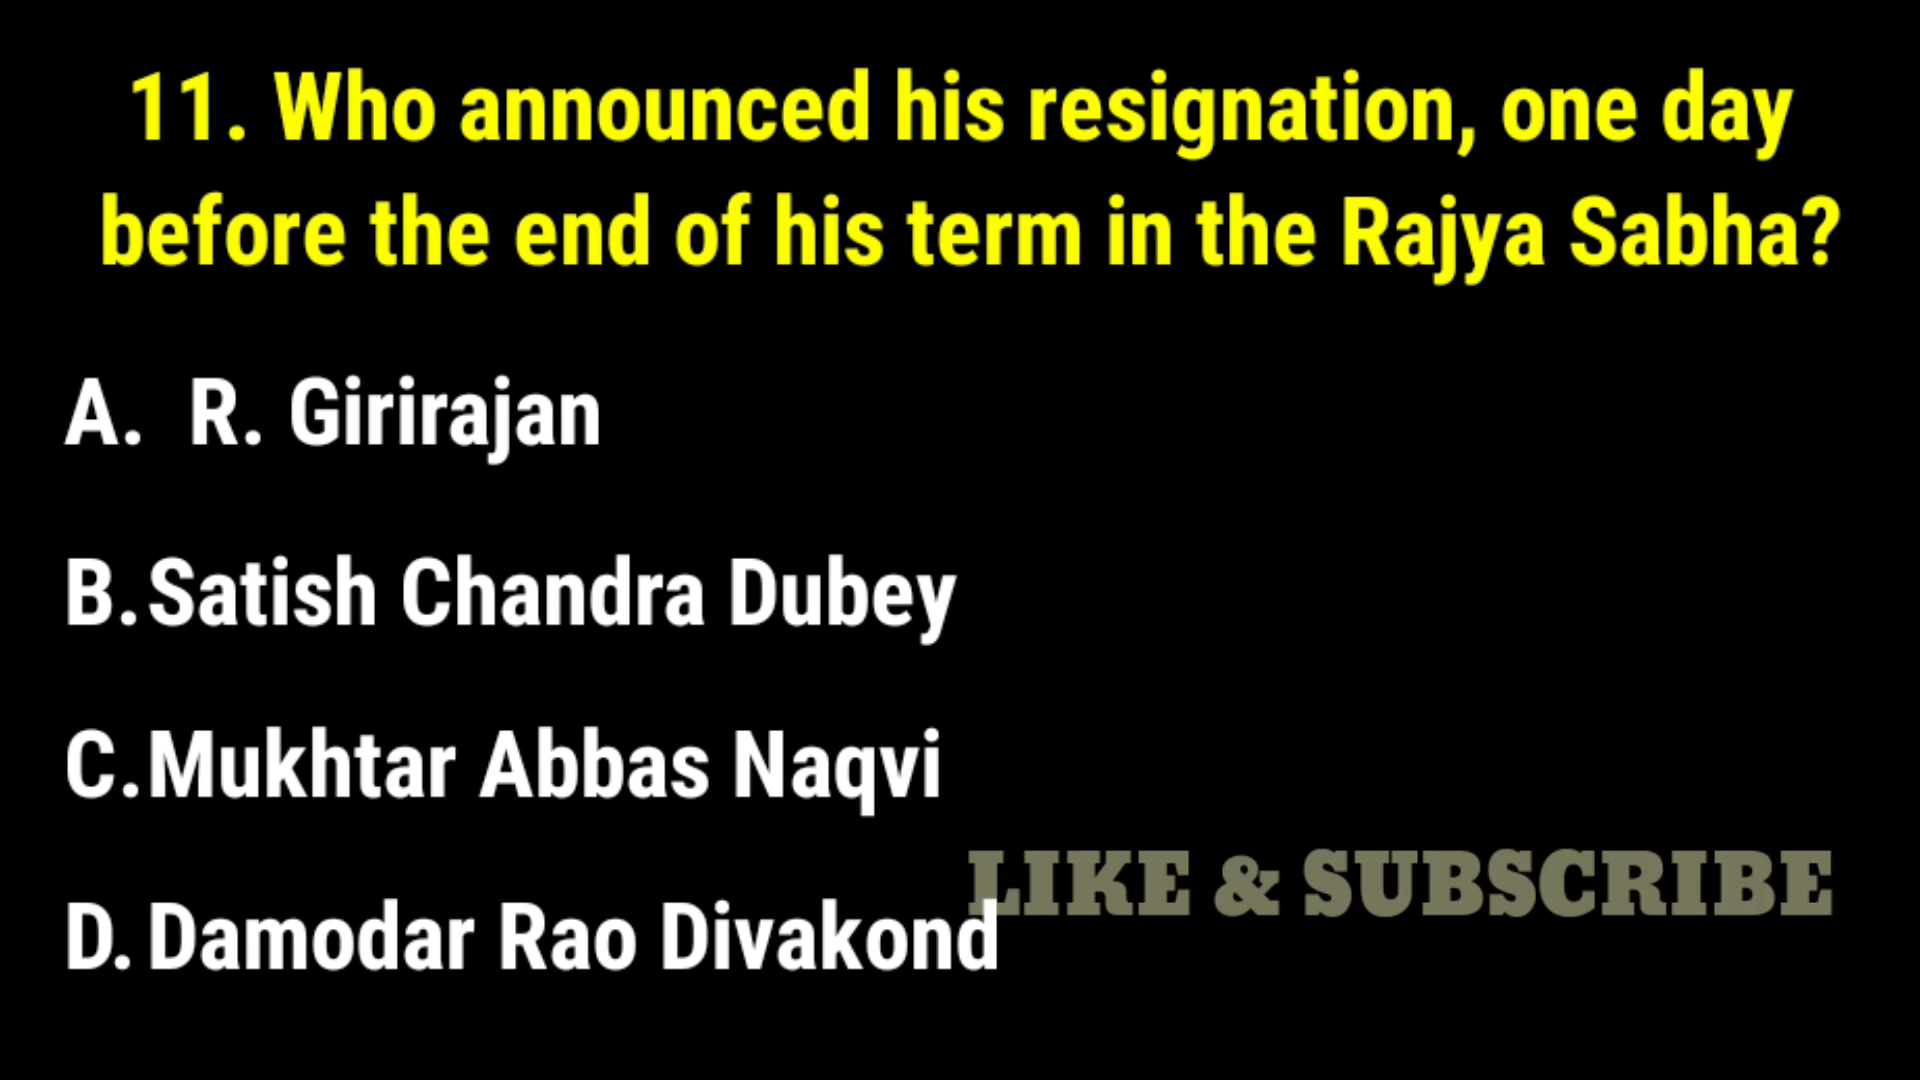 11. Who announced his resignation, one day
before the end of his term in the Rajya Sabha?
A. R. Girirajan
B. Satish Chandra Dubey
C. Mukhtar Abbas Naqvi
LIKE & SUBSCRIBE
D. Damodar Rao Divakond